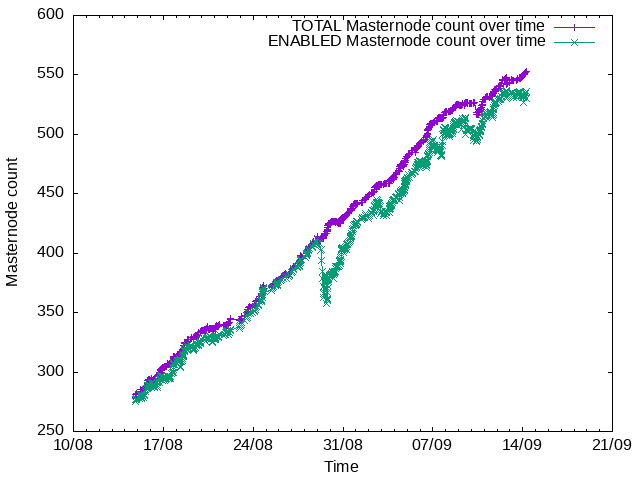 TOTAL Masternode count over time
ENABLED Masternode count over time
600
550
500
450
400
350
300
250
Masternode count
10/08 17/08 24/08 31/08 07/09 14/09 21/09
Time